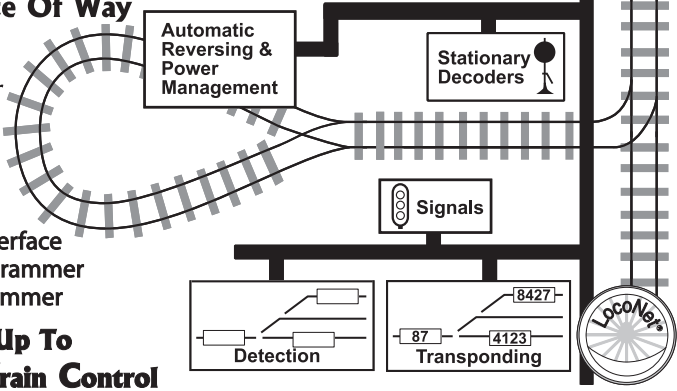 ce Of Way
Automatic
Reversing &
Power
Management
Stationary
Decoders
Signals
erface
rammer
mmer
Up To
rain Control
8427
87
4123
Detection
Transponding
LocoNet®